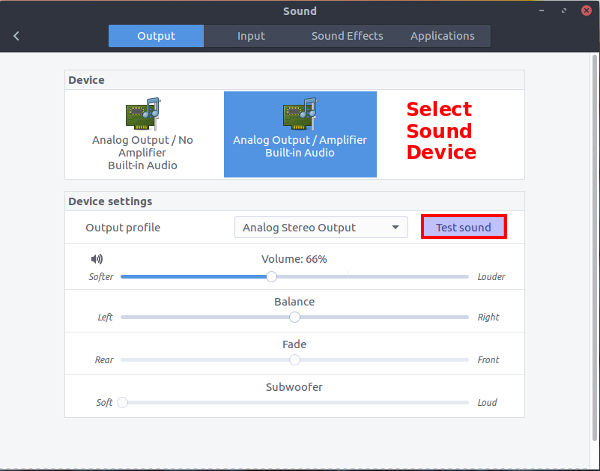 Sound
Output Input Sound Effects Applications
Device
Analog Output / No
Amplifier
Built-in Audio
Analog Output / Amplifier
Built-in Audio
Select
Sound
Device
Device settings
Output profile Analog Stereo Output Test sound
Volume: 66%
Softer Louder
Balance
Left Right
Fade
Rear Front
Subwoofer
Soft Loud